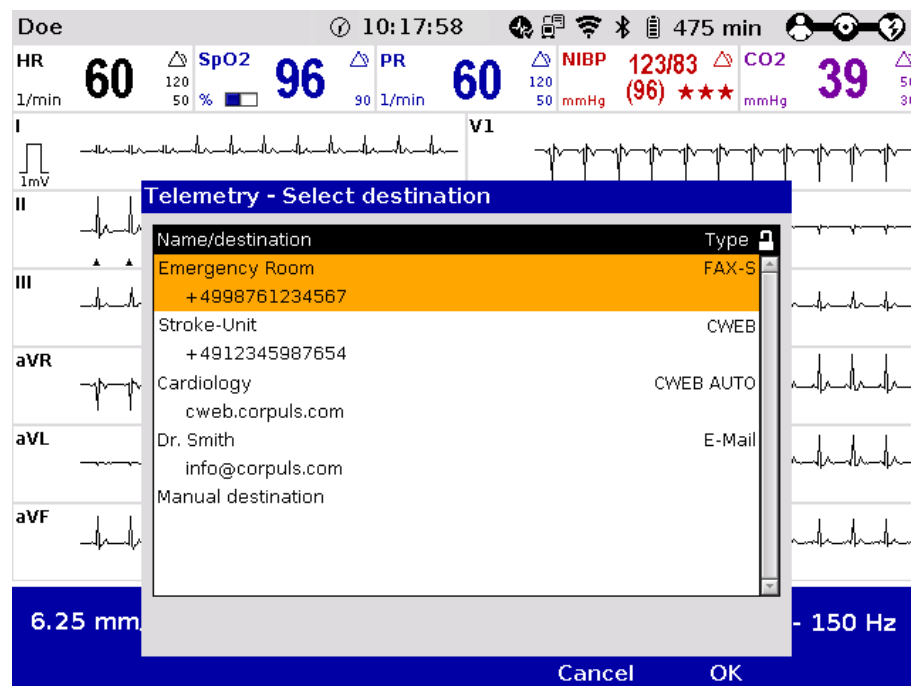 Doe 10:17:58 475 min
HR 60 1/min 120 50
SpO2 % 96 90
PR 1/min 60 120 50
NIBP mmHg 123/83 (96) ★★★
CO2 mmHg 39
I V1
1mV
II
III
aVR
aVL
aVF
Telemetry - Select destination
Name/destination Type
Emergency Room FAX-S
+4998761234567
Stroke-Unit CWEB
+4912345987654
Cardiology CWEB AUTO
cweb.corpuls.com
Dr. Smith E-Mail
info@corpuls.com
Manual destination
6.25 mm - 150 Hz
Cancel OK